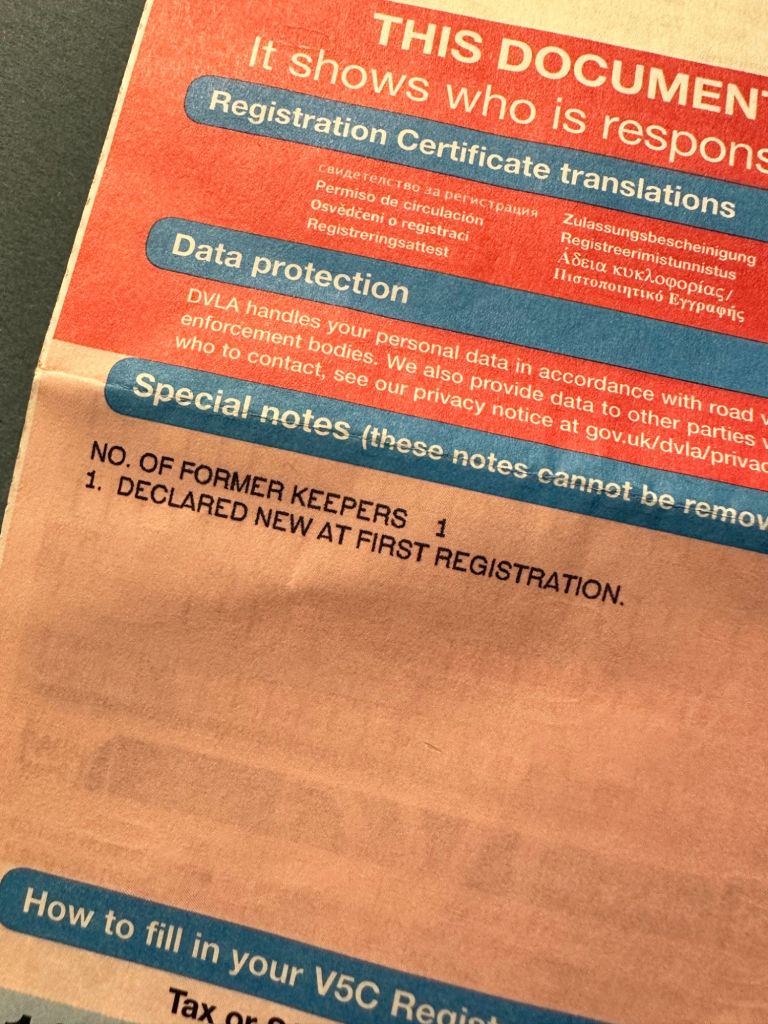 THIS DOCUMENT
It shows who is respons
Registration Certificate translations
свидетелство за регистрация
Permiso de circulación
Osvědčení o registraci
Registreringsattest
Zulassungsbescheinigung
Registreerimistunnistus
Άδεια κυκλοφορίας/
Πιστοποιητικό Εγγραφής
Data protection
DVLA handles your personal data in accordance with road v
enforcement bodies. We also provide data to other parties w
who to contact, see our privacy notice at gov.uk/dvla/privac
Special notes (these notes cannot be remov
NO. OF FORMER KEEPERS 1
1. DECLARED NEW AT FIRST REGISTRATION.
How to fill in your V5C Regist
Tax or